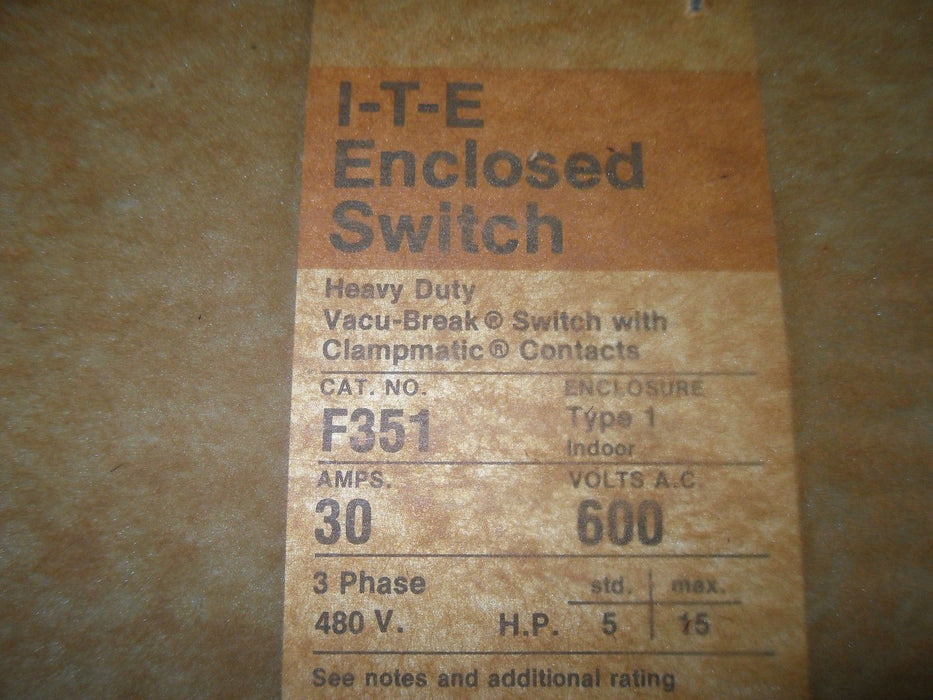 I-T-E
Enclosed
Switch
Heavy Duty
Vacu-Break® Switch with
Clampmatic® Contacts
CAT. NO. ENCLOSURE
F351 Type 1
Indoor
AMPS. VOLTS A.C.
30 600
3 Phase std. max.
480 V. H.P. 5 15
See notes and additional rating